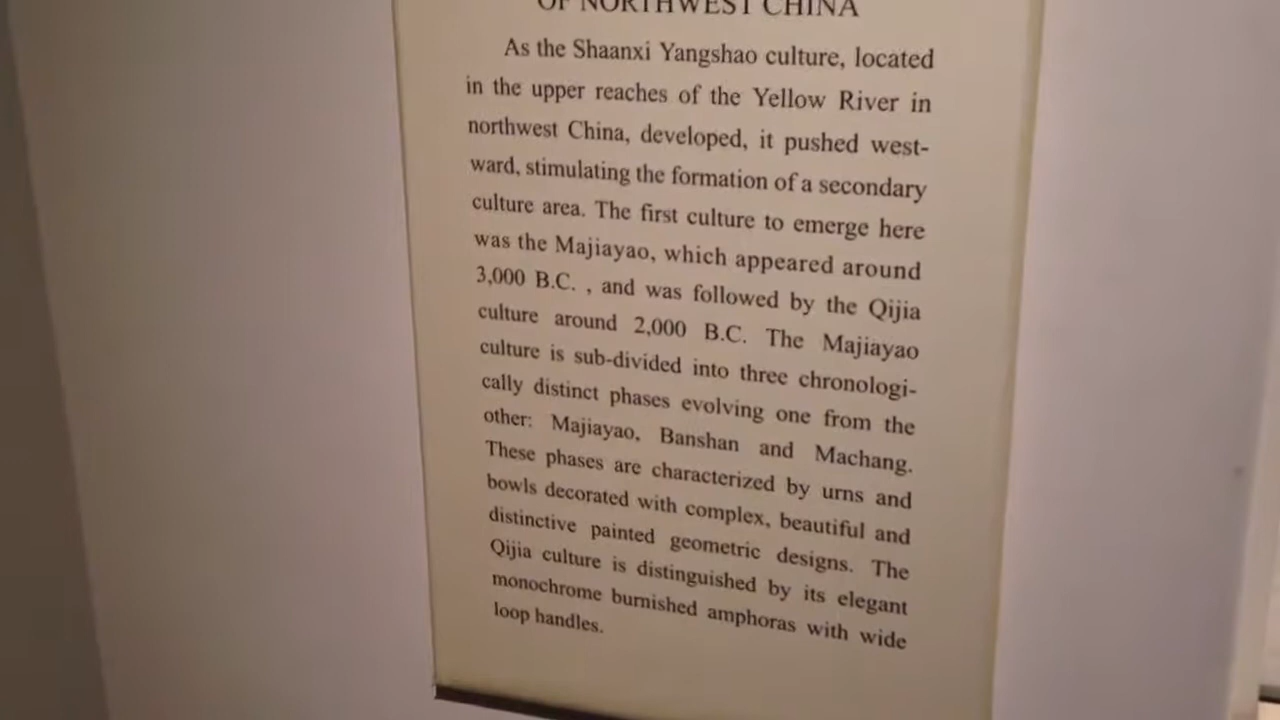 OF NORTHWEST CHINA
As the Shaanxi Yangshao culture, located
in the upper reaches of the Yellow River in
northwest China, developed, it pushed west-
ward, stimulating the formation of a secondary
culture area. The first culture to emerge here
was the Majiayao, which appeared around
3,000 B.C. , and was followed by the Qijia
culture around 2,000 B.C. The Majiayao
culture is sub-divided into three chronologi-
cally distinct phases evolving one from the
other: Majiayao, Banshan and Machang.
These phases are characterized by urns and
bowls decorated with complex, beautiful and
distinctive painted geometric designs. The
Qijia culture is distinguished by its elegant
monochrome burnished amphoras with wide
loop handles.